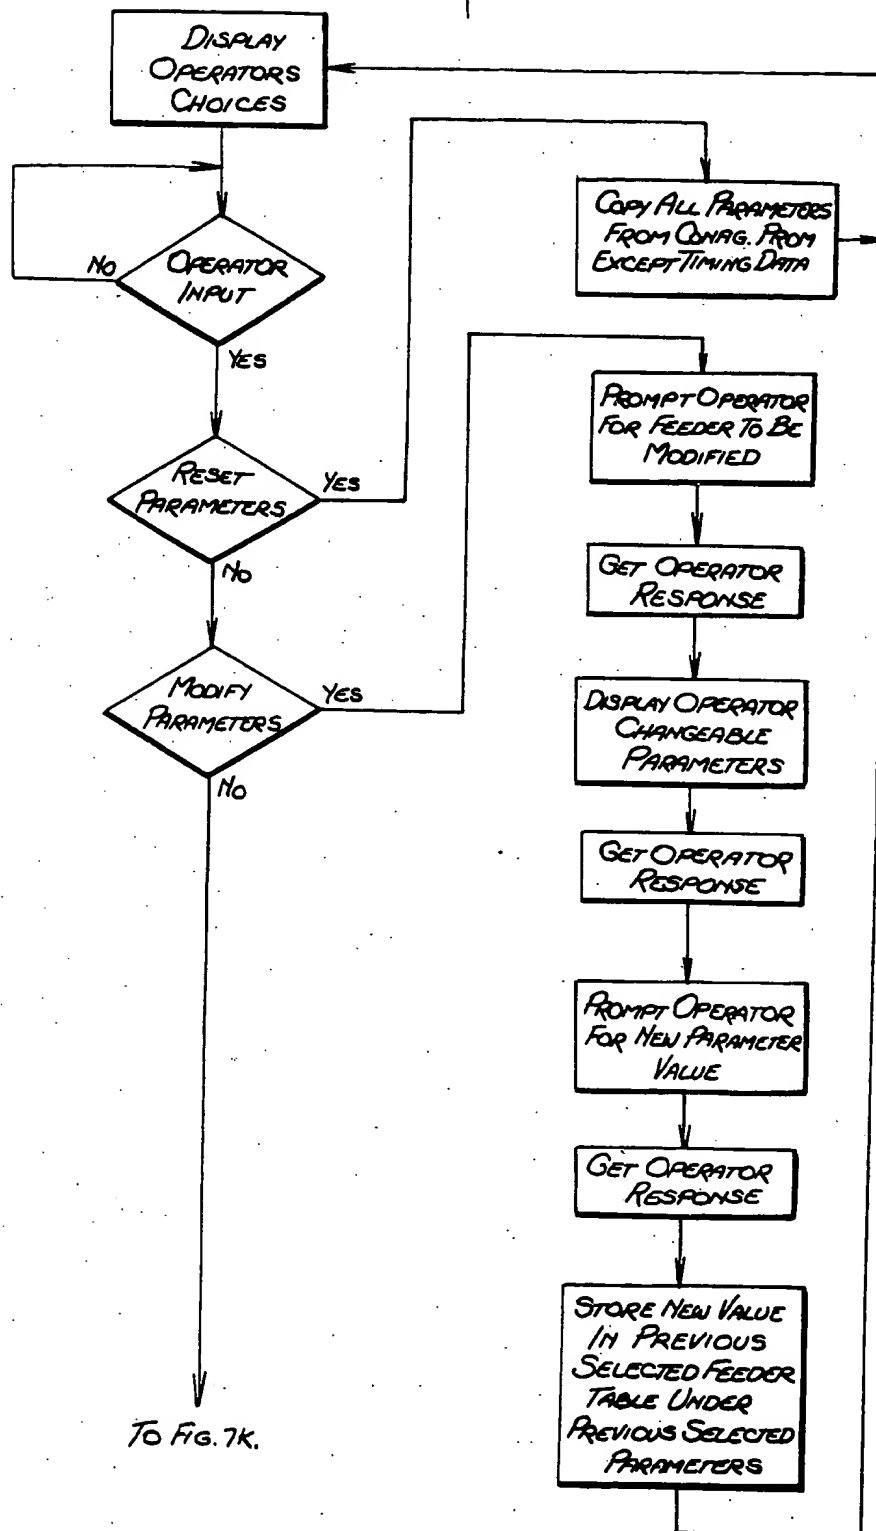 DISPLAY
OPERATORS
CHOICES
OPERATOR
INPUT
NO
YES
RESET
PARAMETERS
YES
NO
MODIFY
PARAMETERS
YES
NO
TO FIG. 7K.
COPY ALL PARAMETERS
FROM CONFIG. PROM
EXCEPT TIMING DATA
PROMPT OPERATOR
FOR FEEDER TO BE
MODIFIED
GET OPERATOR
RESPONSE
DISPLAY OPERATOR
CHANGEABLE
PARAMETERS
GET OPERATOR
RESPONSE
PROMPT OPERATOR
FOR NEW PARAMETER
VALUE
GET OPERATOR
RESPONSE
STORE NEW VALUE
IN PREVIOUS
SELECTED FEEDER
TABLE UNDER
PREVIOUS SELECTED
PARAMETERS